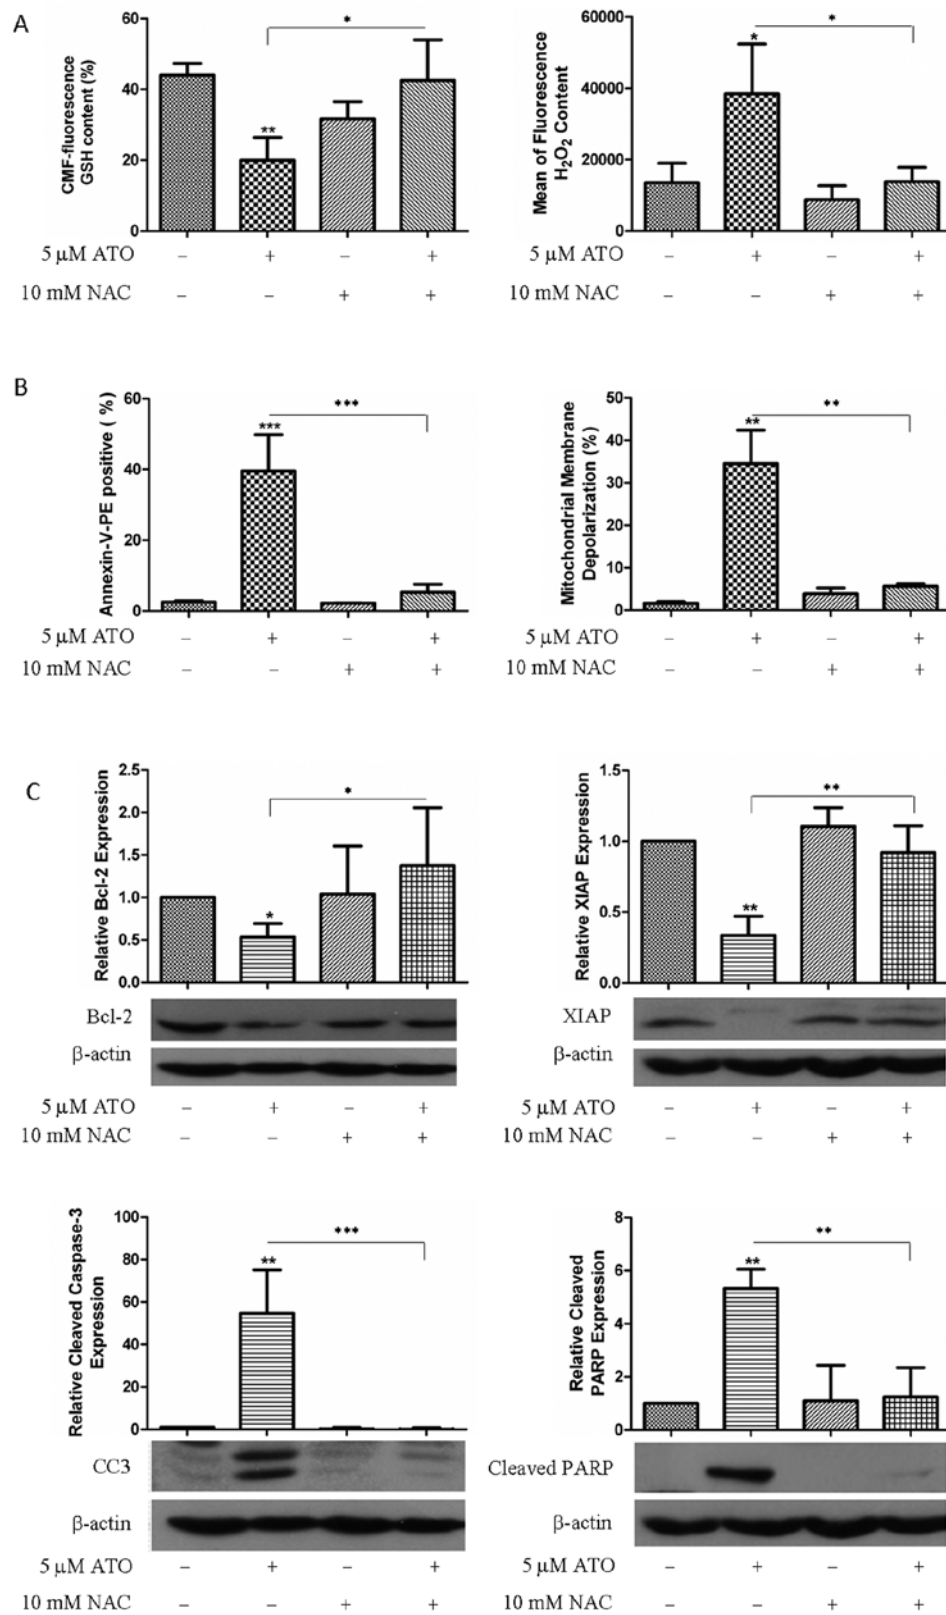 A
CMF-fluorescence
GSH content (%)
60
40
20
0
*
**
5 µM ATO – + – +
10 mM NAC – – + +
Mean of Fluorescence
H₂O₂ Content
60000
40000
20000
0
*
*
5 µM ATO – + – +
10 mM NAC – – + +
B
Annexin-V-PE positive ( %)
60
40
20
0
***
***
5 µM ATO – + – +
10 mM NAC – – + +
Mitochondrial Membrane
Depolarization (%)
50
40
30
20
10
0
**
**
5 µM ATO – + – +
10 mM NAC – – + +
C
Relative Bcl-2 Expression
2.5
2.0
1.5
1.0
0.5
0.0
*
*
Bcl-2
β-actin
5 µM ATO – + – +
10 mM NAC – – + +
Relative XIAP Expression
1.5
1.0
0.5
0.0
**
**
XIAP
β-actin
5 µM ATO – + – +
10 mM NAC – – + +
Relative Cleaved Caspase-3
Expression
100
80
60
40
20
0
***
**
CC3
β-actin
5 µM ATO – + – +
10 mM NAC – – + +
Relative Cleaved
PARP Expression
8
6
4
2
0
**
**
Cleaved PARP
β-actin
5 µM ATO – + – +
10 mM NAC – – + +